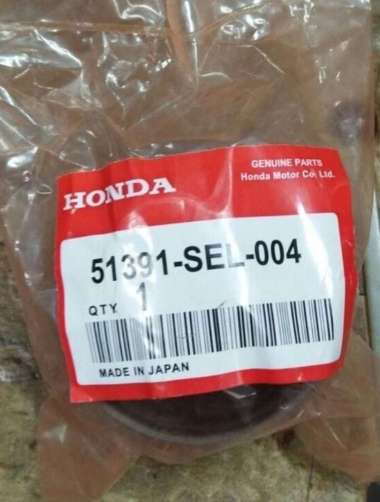 GENUINE PARTS
HONDA Honda Motor Co., Ltd.
51391-SEL-004
QTY 1
MADE IN JAPAN